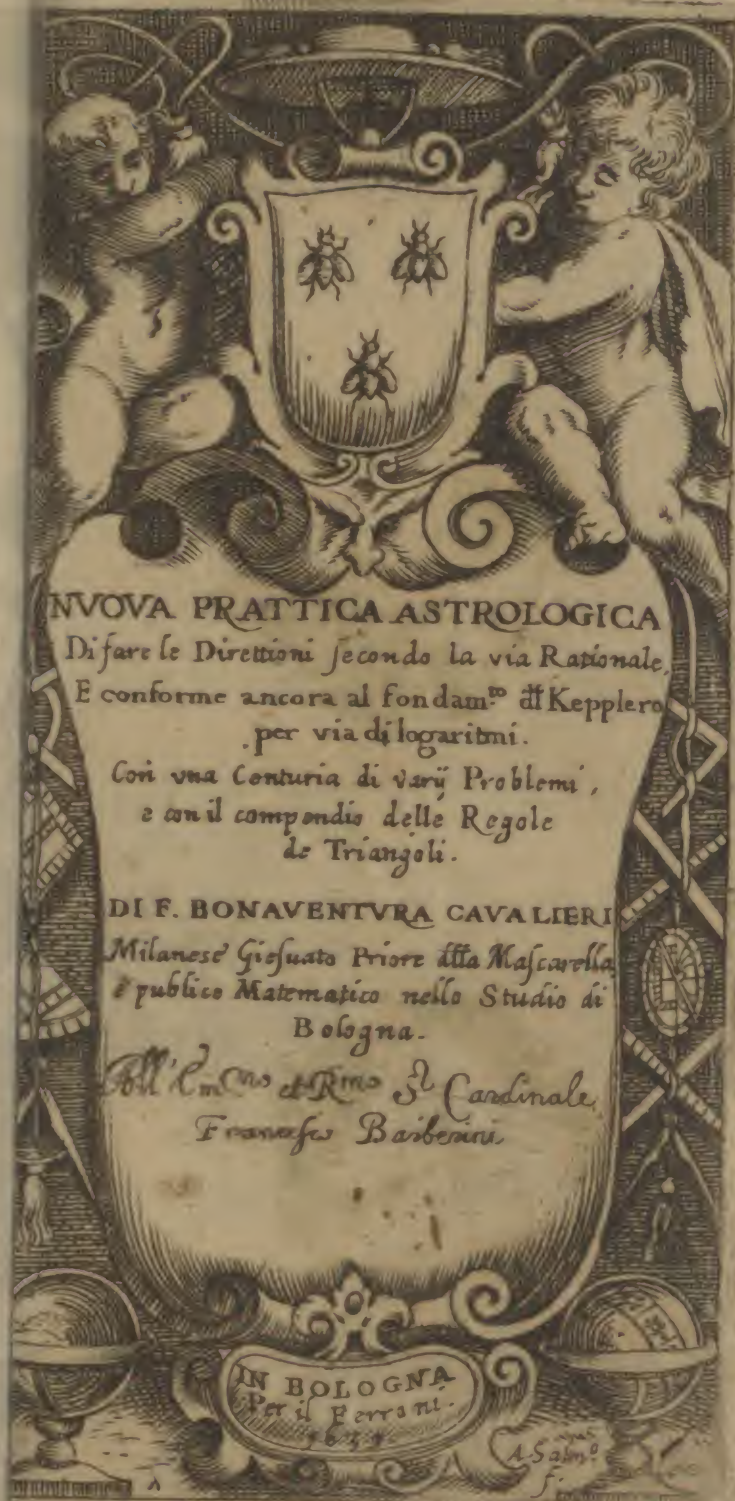 NVOVA PRATTICA ASTROLOGICA
Di fare le Direttioni secondo la via Rationale,
E conforme ancora al fondam.to di Kepplero
per via di logaritmi.
Con vna Centuria di varij Problemi,
e con il compendio delle Regole
de Triangoli.
DI F. BONAVENTVRA CAVALIERI
Milanese Giesuato Priore della Mascarella
e publico Matematico nello Studio di
Bologna.
All' Em.mo et R.mo S.r Cardinale
Francesco Barberini
IN BOLOGNA
Per il Ferroni.
A. Salm.o
f.